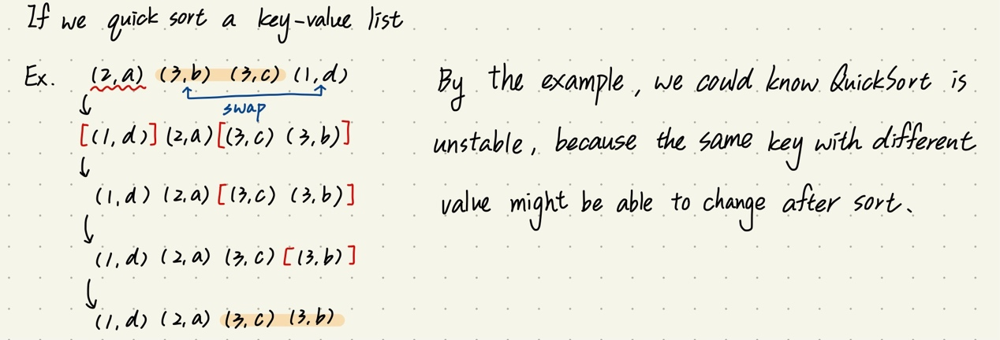 If we quick sort a key-value list
Ex. (2,a) (3,b) (3,c) (1,d)
swap
[(1,d)] (2,a) [(3,c) (3,b)]
(1,d) (2,a) [(3,c) (3,b)]
(1,d) (2,a) (3,c) [(3,b)]
(1,d) (2,a) (3,c) (3,b)
By the example, we could know QuickSort is
unstable, because the same key with different
value might be able to change after sort、